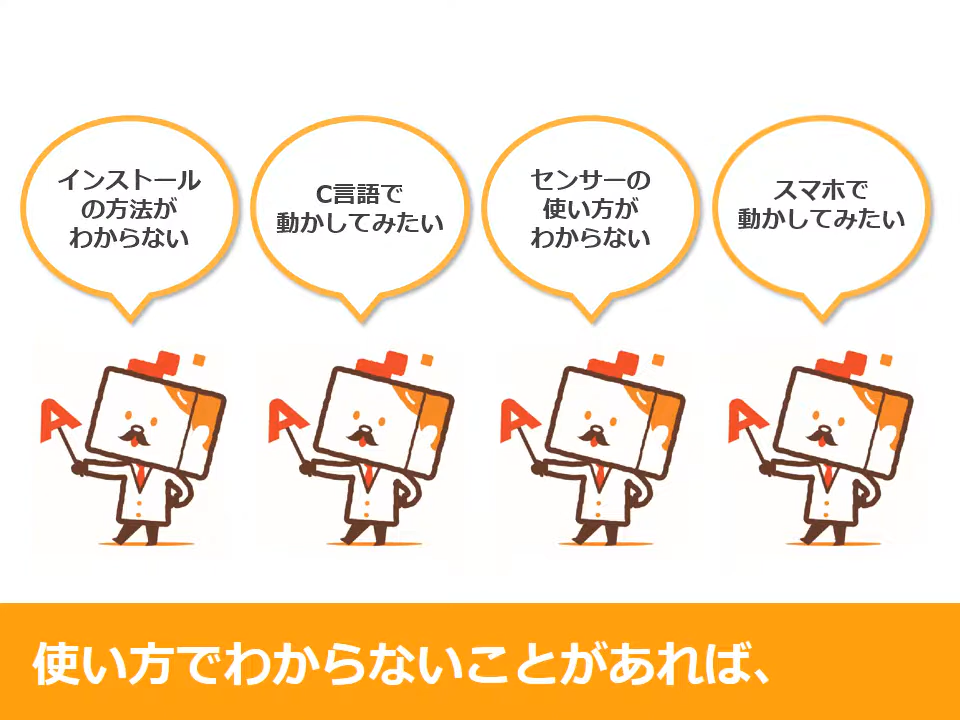 インストール
の方法が
わからない
C言語で
動かしてみたい
センサーの
使い方が
わからない
スマホで
動かしてみたい
A
A
A
A
使い方でわからないことがあれば、